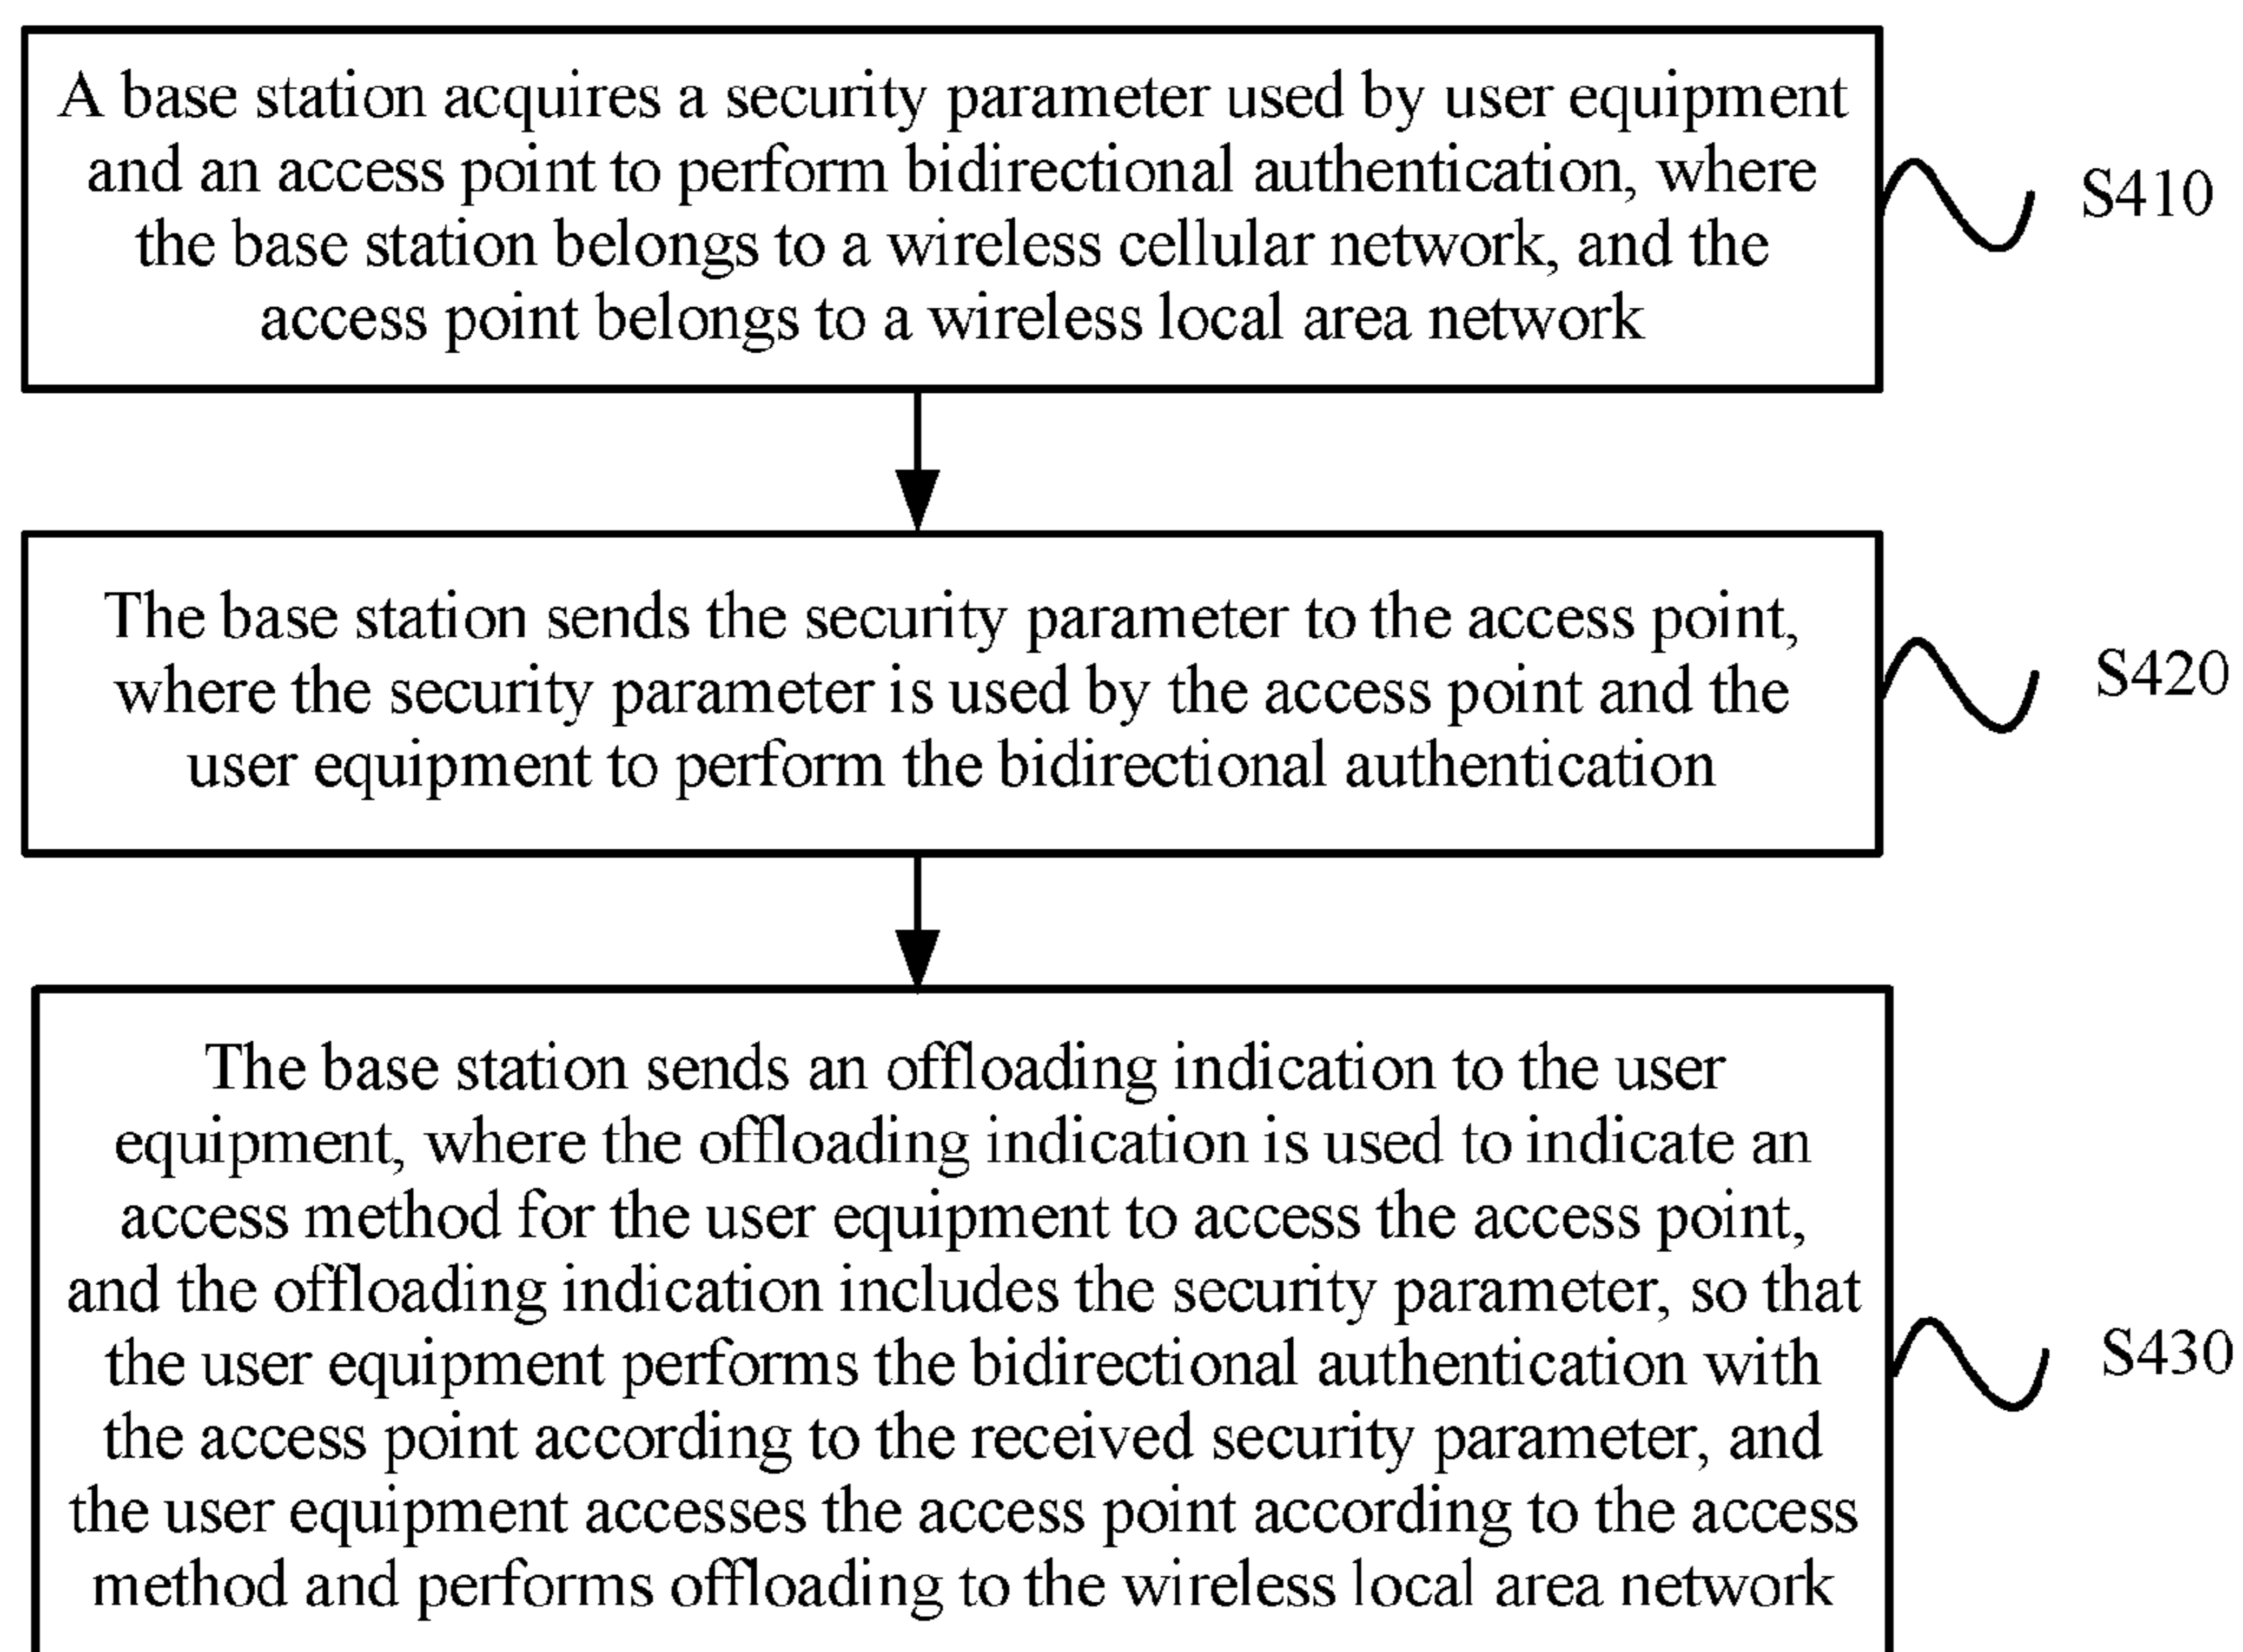 A base station acquires a security parameter used by user equipment
and an access point to perform bidirectional authentication, where
the base station belongs to a wireless cellular network, and the
access point belongs to a wireless local area network
S410
The base station sends the security parameter to the access point,
where the security parameter is used by the access point and the
user equipment to perform the bidirectional authentication
S420
The base station sends an offloading indication to the user
equipment, where the offloading indication is used to indicate an
access method for the user equipment to access the access point,
and the offloading indication includes the security parameter, so that
the user equipment performs the bidirectional authentication with
the access point according to the received security parameter, and
the user equipment accesses the access point according to the access
method and performs offloading to the wireless local area network
S430